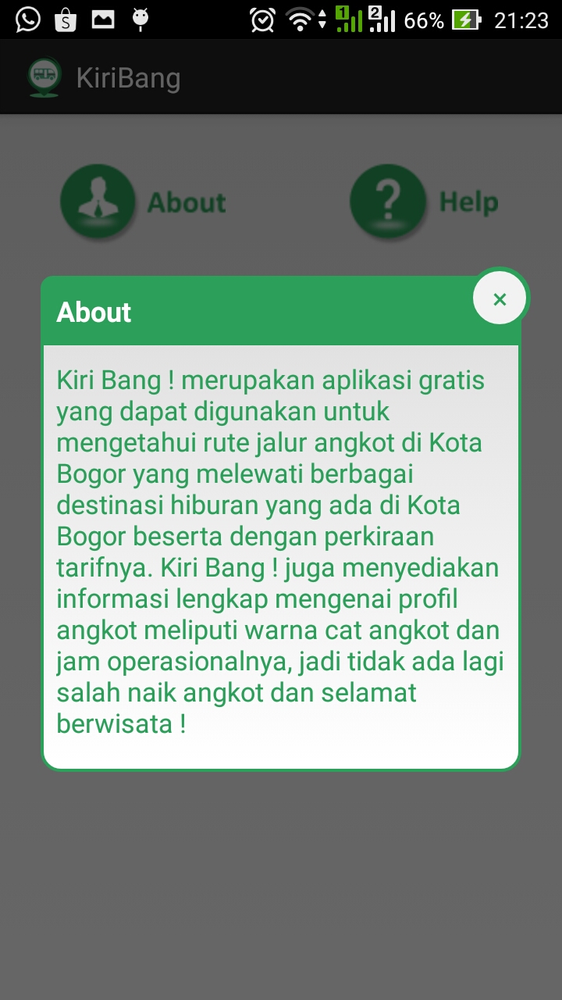 1 2 66% 21:23
KiriBang
About Help
About ×
Kiri Bang ! merupakan aplikasi gratis
yang dapat digunakan untuk
mengetahui rute jalur angkot di Kota
Bogor yang melewati berbagai
destinasi hiburan yang ada di Kota
Bogor beserta dengan perkiraan
tarifnya. Kiri Bang ! juga menyediakan
informasi lengkap mengenai profil
angkot meliputi warna cat angkot dan
jam operasionalnya, jadi tidak ada lagi
salah naik angkot dan selamat
berwisata !